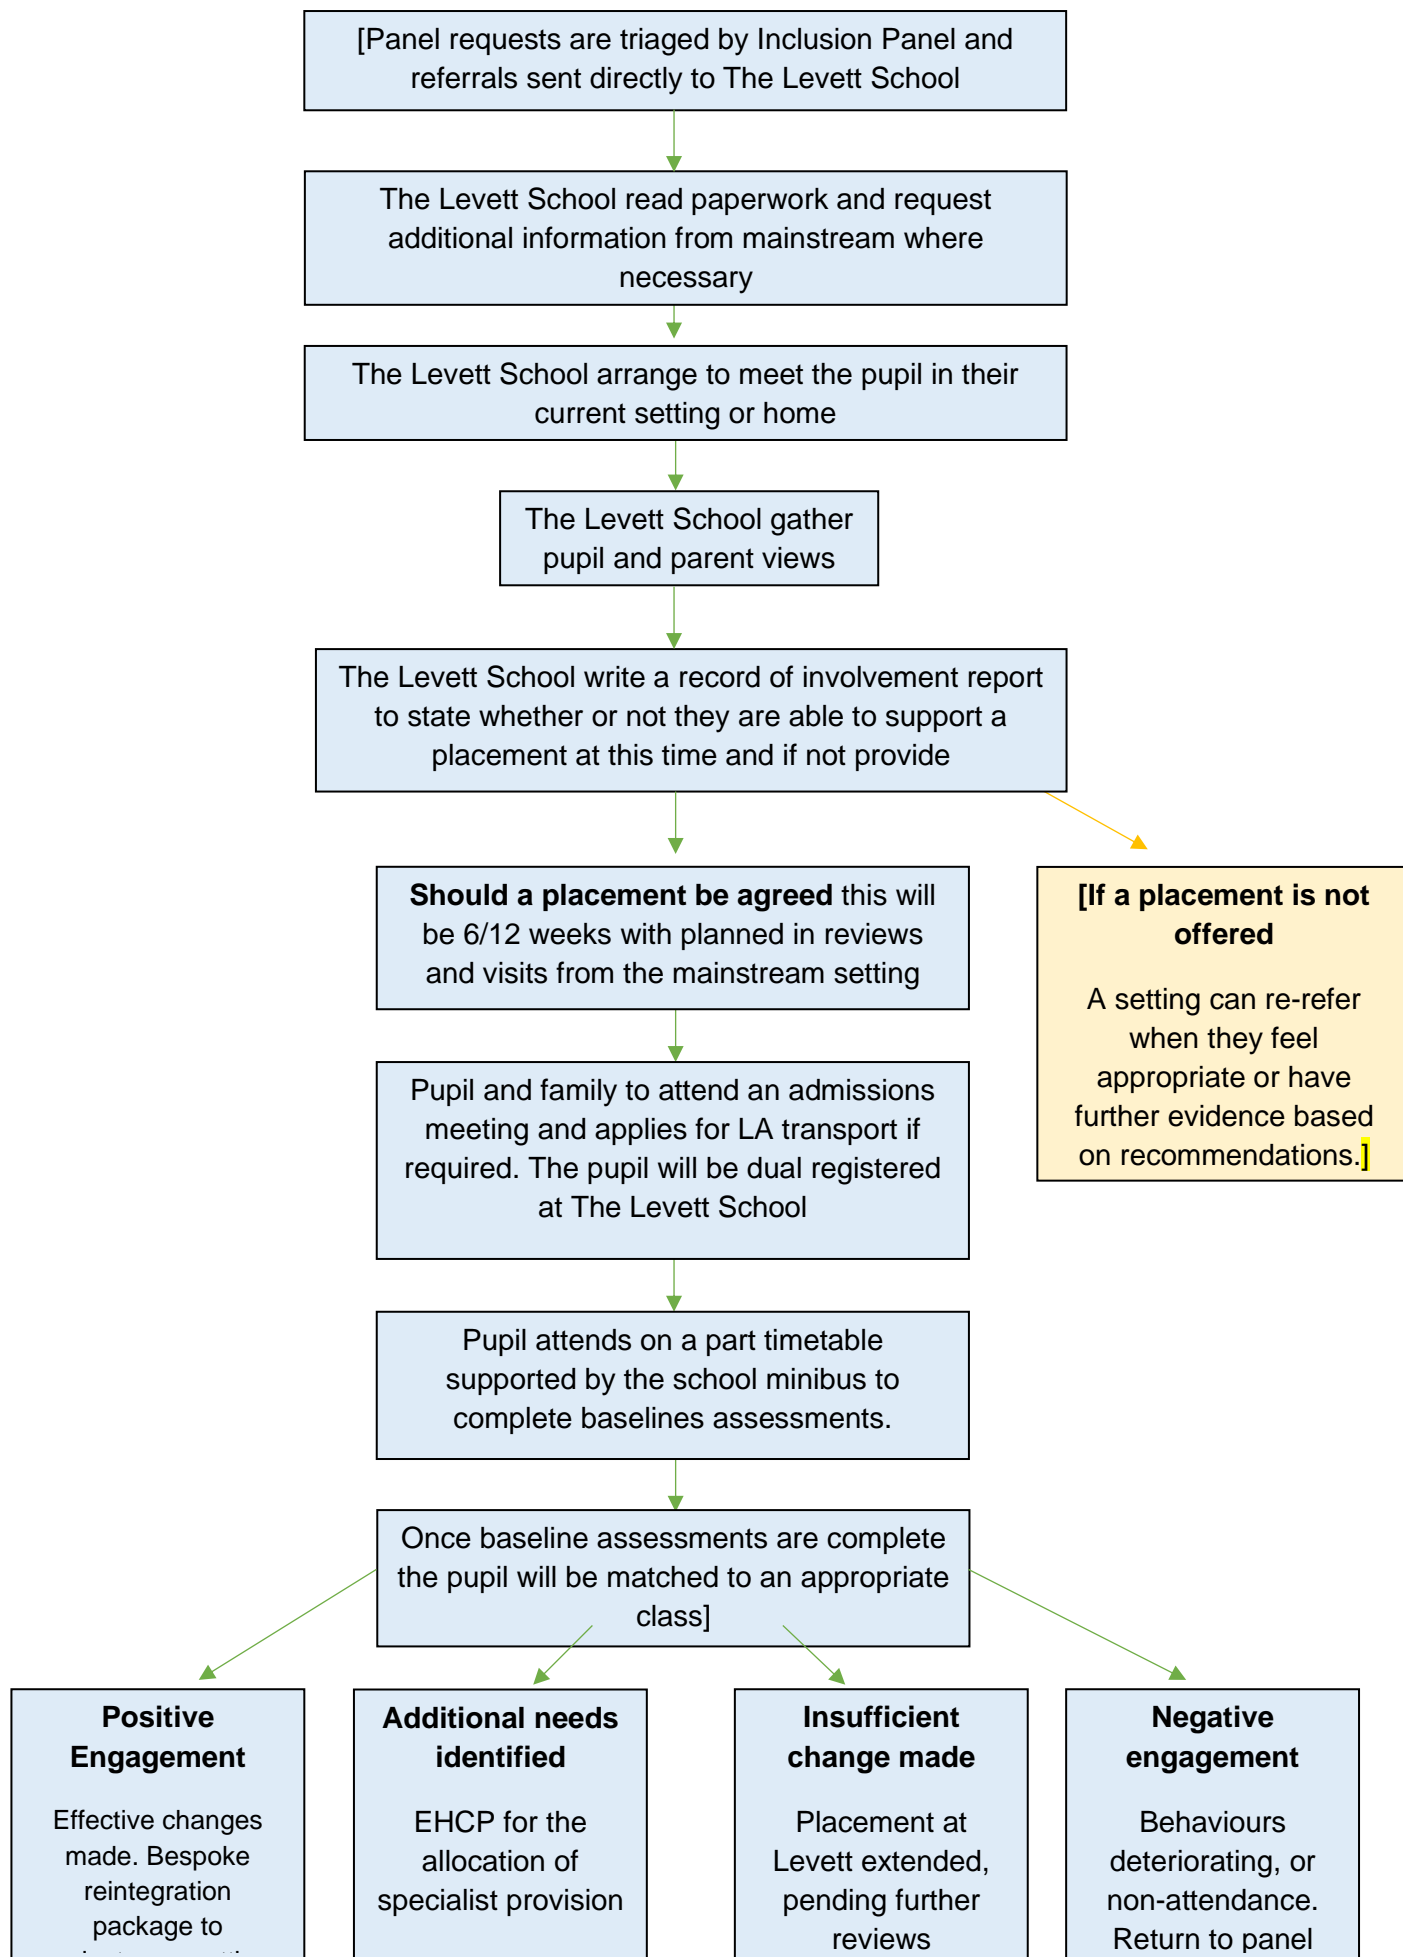 [Panel requests are triaged by Inclusion Panel and
referrals sent directly to The Levett School
The Levett School read paperwork and request
additional information from mainstream where
necessary
The Levett School arrange to meet the pupil in their
current setting or home
The Levett School gather
pupil and parent views
The Levett School write a record of involvement report
to state whether or not they are able to support a
placement at this time and if not provide
Should a placement be agreed this will
be 6/12 weeks with planned in reviews
and visits from the mainstream setting
[If a placement is not
offered
A setting can re-refer
when they feel
appropriate or have
further evidence based
on recommendations.]
Pupil and family to attend an admissions
meeting and applies for LA transport if
required. The pupil will be dual registered
at The Levett School
Pupil attends on a part timetable
supported by the school minibus to
complete baselines assessments.
Once baseline assessments are complete
the pupil will be matched to an appropriate
class]
Positive
Engagement
Effective changes
made. Bespoke
reintegration
package to
Additional needs
identified
EHCP for the
allocation of
specialist provision
Insufficient
change made
Placement at
Levett extended,
pending further
reviews
Negative
engagement
Behaviours
deteriorating, or
non-attendance.
Return to panel